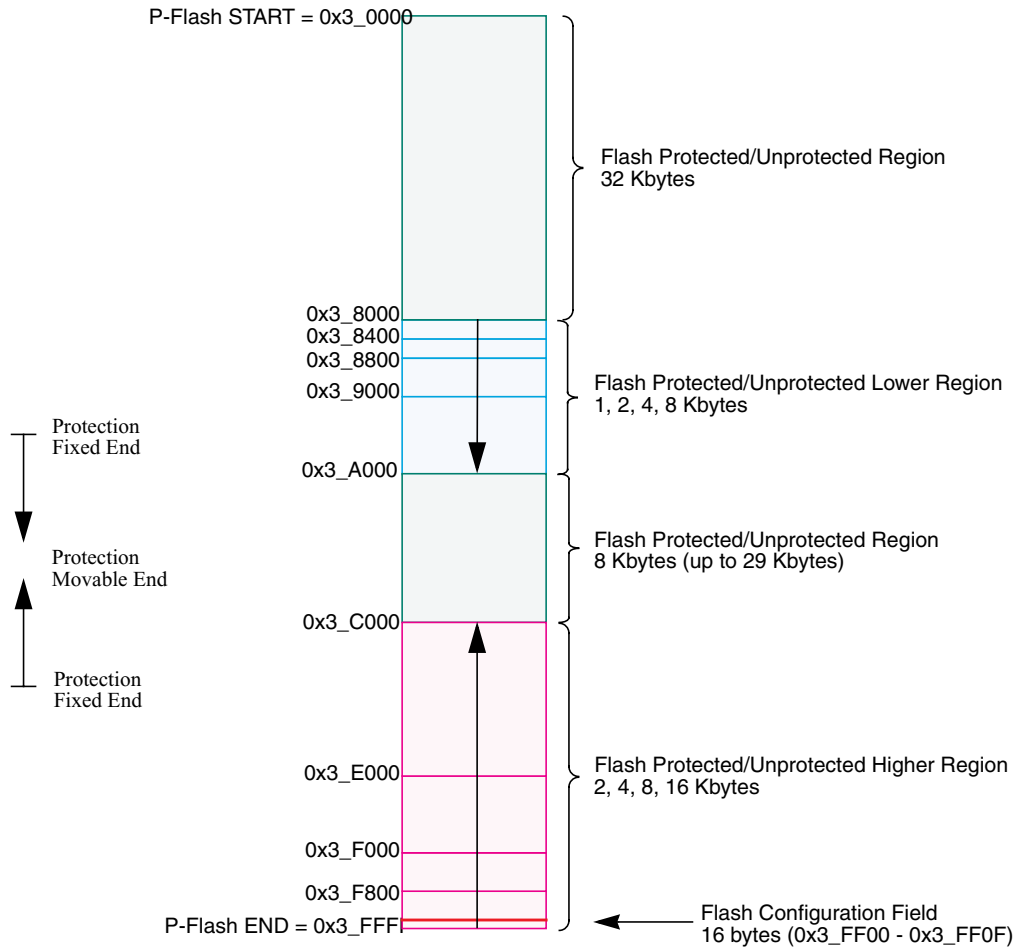 P-Flash START = 0x3_0000
Flash Protected/Unprotected Region
32 Kbytes
0x3_8000
0x3_8400
0x3_8800
0x3_9000
Flash Protected/Unprotected Lower Region
1, 2, 4, 8 Kbytes
Protection
Fixed End
0x3_A000
Flash Protected/Unprotected Region
8 Kbytes (up to 29 Kbytes)
Protection
Movable End
0x3_C000
Protection
Fixed End
0x3_E000
Flash Protected/Unprotected Higher Region
2, 4, 8, 16 Kbytes
0x3_F000
0x3_F800
P-Flash END = 0x3_FFF
Flash Configuration Field
16 bytes (0x3_FF00 - 0x3_FF0F)